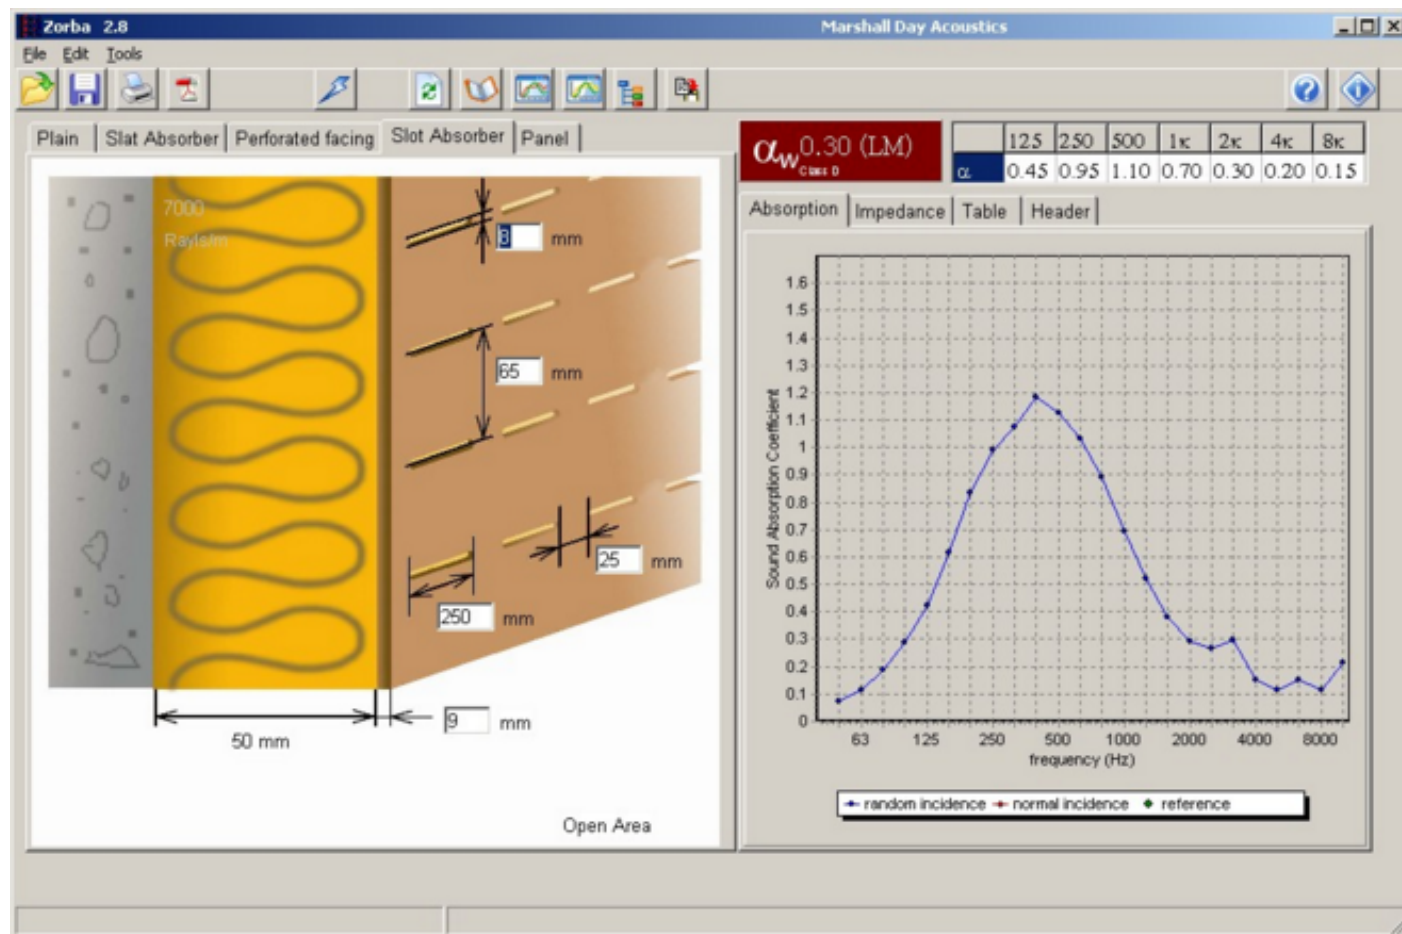 Zorba 2.8 Marshall Day Acoustics
File Edit Tools
Plain Slat Absorber Perforated facing Slot Absorber Panel
αw 0.30 (LM)
Class D
125 250 500 1K 2K 4K 8K
α 0.45 0.95 1.10 0.70 0.30 0.20 0.15
Absorption Impedance Table Header
7000
Rayls/m
8 mm
65 mm
25 mm
250 mm
9 mm
50 mm
Open Area
Sound Absorption Coefficient
1.6
1.5
1.4
1.3
1.2
1.1
1
0.9
0.8
0.7
0.6
0.5
0.4
0.3
0.2
0.1
0
63 125 250 500 1000 2000 4000 8000
frequency (Hz)
random incidence normal incidence reference